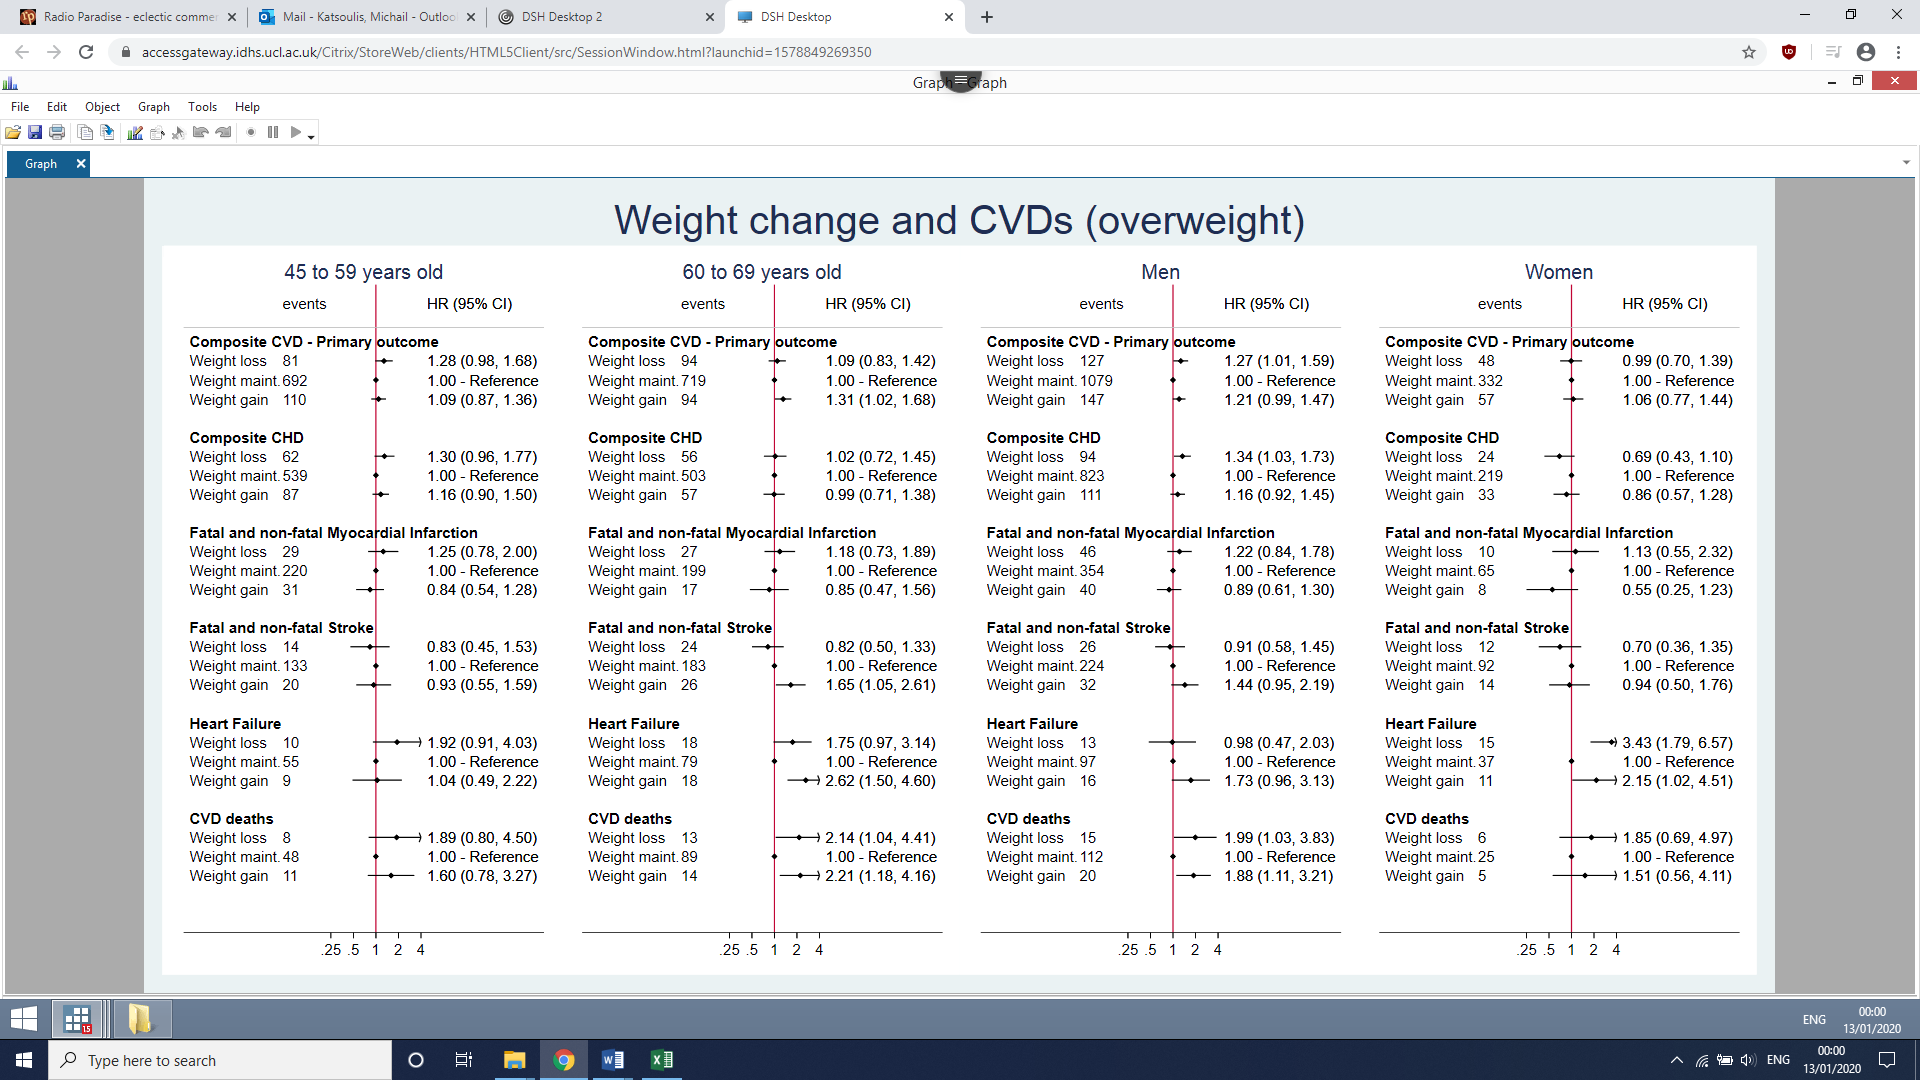 Radio Paradise - eclectic commer
Mail - Katsoulis, Michail - Outloo
DSH Desktop 2
DSH Desktop
accessgateway.idhs.ucl.ac.uk/Citrix/StoreWeb/clients/HTML5Client/src/SessionWindow.html?launchid=1578849269350
File Edit Object Graph Tools Help
Graph
Weight change and CVDs (overweight)
45 to 59 years old
events HR (95% CI)
Composite CVD - Primary outcome
Weight loss 81 1.28 (0.98, 1.68)
Weight maint. 692 1.00 - Reference
Weight gain 110 1.09 (0.87, 1.36)
Composite CHD
Weight loss 62 1.30 (0.96, 1.77)
Weight maint. 539 1.00 - Reference
Weight gain 87 1.16 (0.90, 1.50)
Fatal and non-fatal Myocardial Infarction
Weight loss 29 1.25 (0.78, 2.00)
Weight maint. 220 1.00 - Reference
Weight gain 31 0.84 (0.54, 1.28)
Fatal and non-fatal Stroke
Weight loss 14 0.83 (0.45, 1.53)
Weight maint. 133 1.00 - Reference
Weight gain 20 0.93 (0.55, 1.59)
Heart Failure
Weight loss 10 1.92 (0.91, 4.03)
Weight maint. 55 1.00 - Reference
Weight gain 9 1.04 (0.49, 2.22)
CVD deaths
Weight loss 8 1.89 (0.80, 4.50)
Weight maint. 48 1.00 - Reference
Weight gain 11 1.60 (0.78, 3.27)
.25 .5 1 2 4
60 to 69 years old
events HR (95% CI)
Composite CVD - Primary outcome
Weight loss 94 1.09 (0.83, 1.42)
Weight maint. 719 1.00 - Reference
Weight gain 94 1.31 (1.02, 1.68)
Composite CHD
Weight loss 56 1.02 (0.72, 1.45)
Weight maint. 503 1.00 - Reference
Weight gain 57 0.99 (0.71, 1.38)
Fatal and non-fatal Myocardial Infarction
Weight loss 27 1.18 (0.73, 1.89)
Weight maint. 199 1.00 - Reference
Weight gain 17 0.85 (0.47, 1.56)
Fatal and non-fatal Stroke
Weight loss 24 0.82 (0.50, 1.33)
Weight maint. 183 1.00 - Reference
Weight gain 26 1.65 (1.05, 2.61)
Heart Failure
Weight loss 18 1.75 (0.97, 3.14)
Weight maint. 79 1.00 - Reference
Weight gain 18 2.62 (1.50, 4.60)
CVD deaths
Weight loss 13 2.14 (1.04, 4.41)
Weight maint. 89 1.00 - Reference
Weight gain 14 2.21 (1.18, 4.16)
.25 .5 1 2 4
Men
events HR (95% CI)
Composite CVD - Primary outcome
Weight loss 127 1.27 (1.01, 1.59)
Weight maint. 1079 1.00 - Reference
Weight gain 147 1.21 (0.99, 1.47)
Composite CHD
Weight loss 94 1.34 (1.03, 1.73)
Weight maint. 823 1.00 - Reference
Weight gain 111 1.16 (0.92, 1.45)
Fatal and non-fatal Myocardial Infarction
Weight loss 46 1.22 (0.84, 1.78)
Weight maint. 354 1.00 - Reference
Weight gain 40 0.89 (0.61, 1.30)
Fatal and non-fatal Stroke
Weight loss 26 0.91 (0.58, 1.45)
Weight maint. 224 1.00 - Reference
Weight gain 32 1.44 (0.95, 2.19)
Heart Failure
Weight loss 13 0.98 (0.47, 2.03)
Weight maint. 97 1.00 - Reference
Weight gain 16 1.73 (0.96, 3.13)
CVD deaths
Weight loss 15 1.99 (1.03, 3.83)
Weight maint. 112 1.00 - Reference
Weight gain 20 1.88 (1.11, 3.21)
.25 .5 1 2 4
Women
events HR (95% CI)
Composite CVD - Primary outcome
Weight loss 48 0.99 (0.70, 1.39)
Weight maint. 332 1.00 - Reference
Weight gain 57 1.06 (0.77, 1.44)
Composite CHD
Weight loss 24 0.69 (0.43, 1.10)
Weight maint. 219 1.00 - Reference
Weight gain 33 0.86 (0.57, 1.28)
Fatal and non-fatal Myocardial Infarction
Weight loss 10 1.13 (0.55, 2.32)
Weight maint. 65 1.00 - Reference
Weight gain 8 0.55 (0.25, 1.23)
Fatal and non-fatal Stroke
Weight loss 12 0.70 (0.36, 1.35)
Weight maint. 92 1.00 - Reference
Weight gain 14 0.94 (0.50, 1.76)
Heart Failure
Weight loss 15 3.43 (1.79, 6.57)
Weight maint. 37 1.00 - Reference
Weight gain 11 2.15 (1.02, 4.51)
CVD deaths
Weight loss 6 1.85 (0.69, 4.97)
Weight maint. 25 1.00 - Reference
Weight gain 5 1.51 (0.56, 4.11)
.25 .5 1 2 4
15
ENG
00:00
13/01/2020
Type here to search
ENG
00:00
13/01/2020